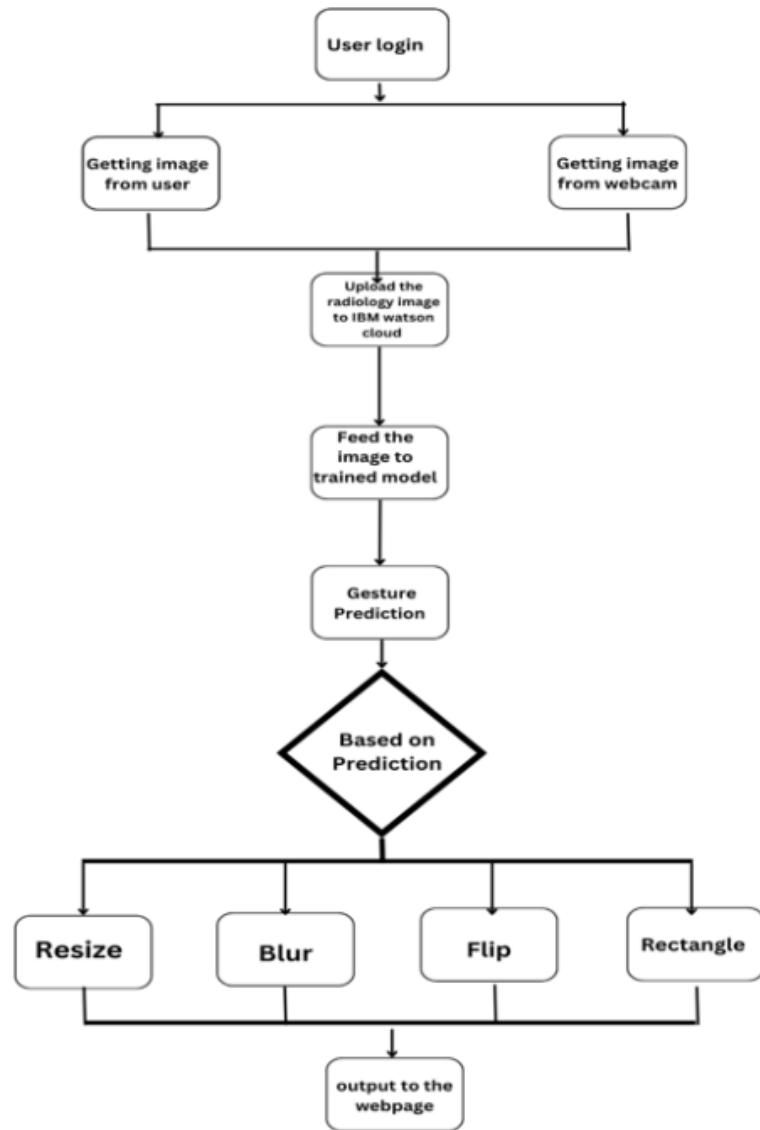 User login
Getting image
from user
Getting image
from webcam
Upload the
radiology image
to IBM watson
cloud
Feed the
image to
trained model
Gesture
Prediction
Based on
Prediction
Resize
Blur
Flip
Rectangle
output to the
webpage